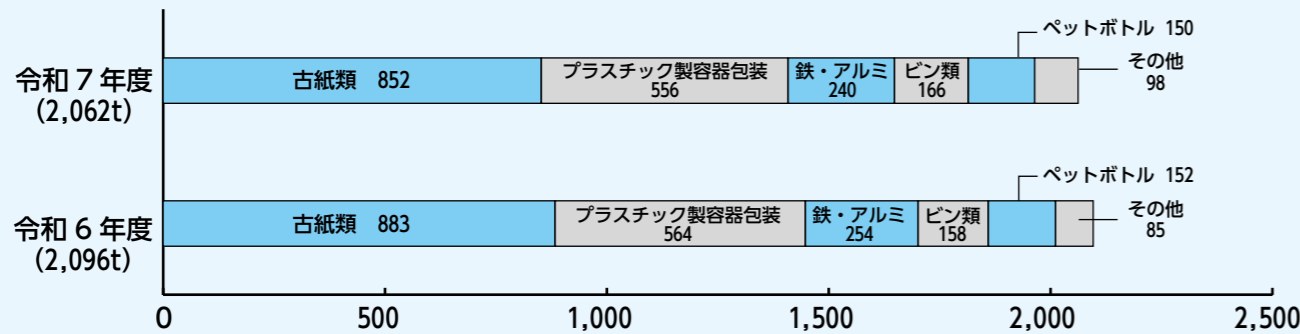 ペットボトル 150
令和7年度
(2,062t)
古紙類 852
プラスチック製容器包装
556
鉄・アルミ
240
ビン類
166
その他
98
ペットボトル 152
令和6年度
(2,096t)
古紙類 883
プラスチック製容器包装
564
鉄・アルミ
254
ビン類
158
その他
85
0 500 1,000 1,500 2,000 2,500